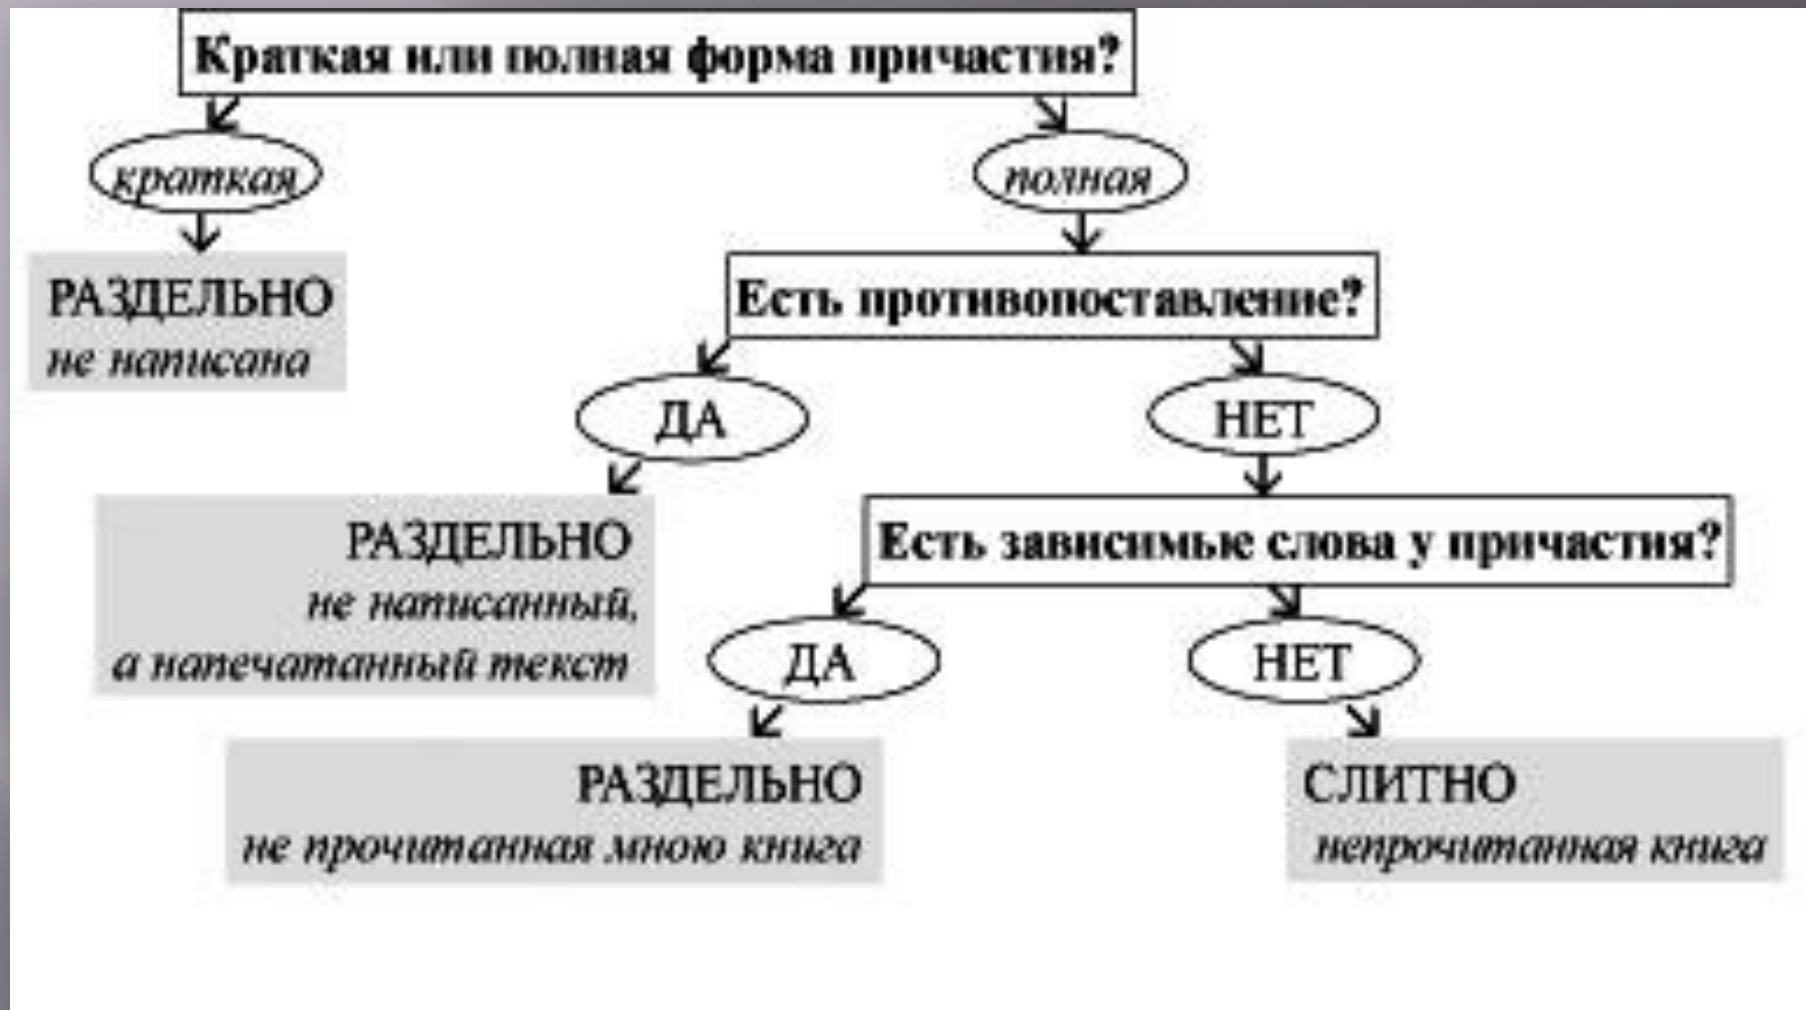 Краткая или полная форма причастия?
краткая
полная
РАЗДЕЛЬНО
не написана
Есть противопоставление?
ДА
НЕТ
РАЗДЕЛЬНО
не написанный,
а напечатанный текст
Есть зависимые слова у причастия?
ДА
НЕТ
РАЗДЕЛЬНО
не прочитанная мною книга
СЛИТНО
непрочитанная книга